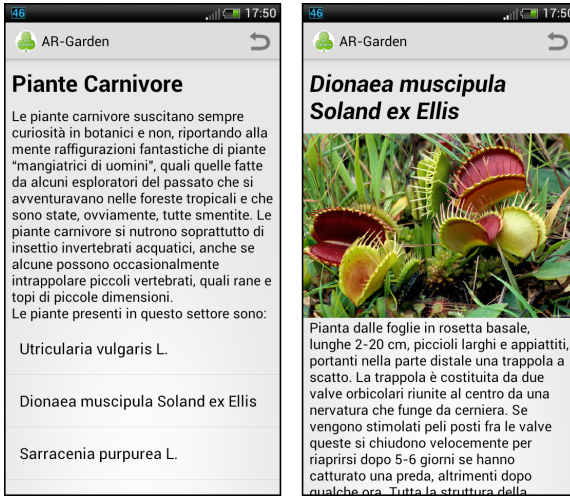 46
17:50
AR-Garden
Piante Carnivore
Le piante carnivore suscitano sempre
curiosità in botanici e non, riportando alla
mente raffigurazioni fantastiche di piante
“mangiatrici di uomini”, quali quelle fatte
da alcuni esploratori del passato che si
avventuravano nelle foreste tropicali e che
sono state, ovviamente, tutte smentite. Le
piante carnivore si nutrono soprattutto di
insettio invertebrati acquatici, anche se
alcune possono occasionalmente
intrappolare piccoli vertebrati, quali rane e
topi di piccole dimensioni.
Le piante presenti in questo settore sono:
Utricularia vulgaris L.
Dionaea muscipula Soland ex Ellis
Sarracenia purpurea L.
46
17:50
AR-Garden
Dionaea muscipula
Soland ex Ellis
Pianta dalle foglie in rosetta basale,
lunghe 2-20 cm, piccioli larghi e appiattiti,
portanti nella parte distale una trappola a
scatto. La trappola è costituita da due
valve orbicolari riunite al centro da una
nervatura che funge da cerniera. Se
vengono stimolati peli posti fra le valve
queste si chiudono velocemente per
riaprirsi dopo 5-6 giorni se hanno
catturato una preda, altrimenti dopo
qualche ora. Tutta la struttura della